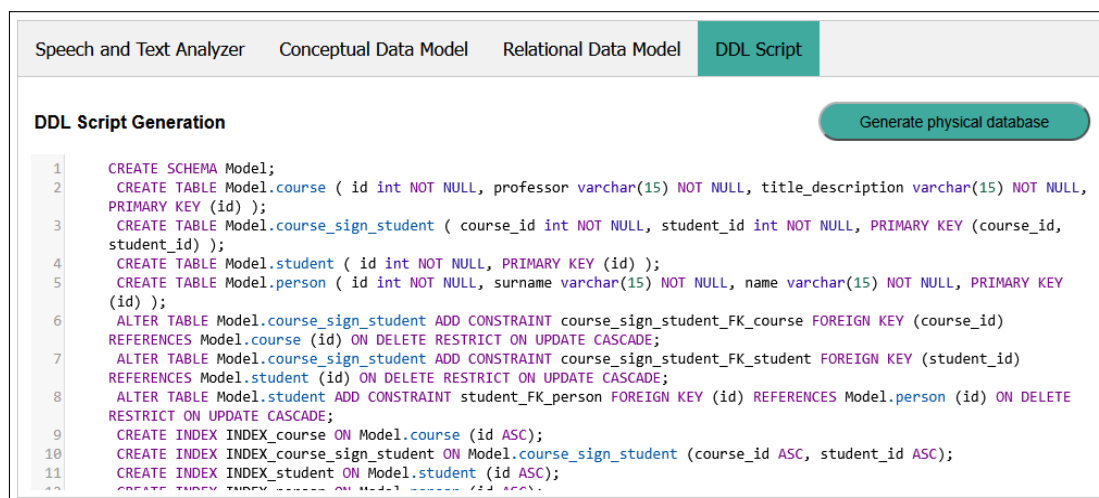 Speech and Text Analyzer Conceptual Data Model Relational Data Model DDL Script
DDL Script Generation Generate physical database
1 CREATE SCHEMA Model;
2 CREATE TABLE Model.course ( id int NOT NULL, professor varchar(15) NOT NULL, title_description varchar(15) NOT NULL,
PRIMARY KEY (id) );
3 CREATE TABLE Model.course_sign_student ( course_id int NOT NULL, student_id int NOT NULL, PRIMARY KEY (course_id,
student_id) );
4 CREATE TABLE Model.student ( id int NOT NULL, PRIMARY KEY (id) );
5 CREATE TABLE Model.person ( id int NOT NULL, surname varchar(15) NOT NULL, name varchar(15) NOT NULL, PRIMARY KEY
(id) );
6 ALTER TABLE Model.course_sign_student ADD CONSTRAINT course_sign_student_FK_course FOREIGN KEY (course_id)
REFERENCES Model.course (id) ON DELETE RESTRICT ON UPDATE CASCADE;
7 ALTER TABLE Model.course_sign_student ADD CONSTRAINT course_sign_student_FK_student FOREIGN KEY (student_id)
REFERENCES Model.student (id) ON DELETE RESTRICT ON UPDATE CASCADE;
8 ALTER TABLE Model.student ADD CONSTRAINT student_FK_person FOREIGN KEY (id) REFERENCES Model.person (id) ON DELETE
RESTRICT ON UPDATE CASCADE;
9 CREATE INDEX INDEX_course ON Model.course (id ASC);
10 CREATE INDEX INDEX_course_sign_student ON Model.course_sign_student (course_id ASC, student_id ASC);
11 CREATE INDEX INDEX_student ON Model.student (id ASC);
12 CREATE INDEX INDEX_person ON Model.person (id ASC);